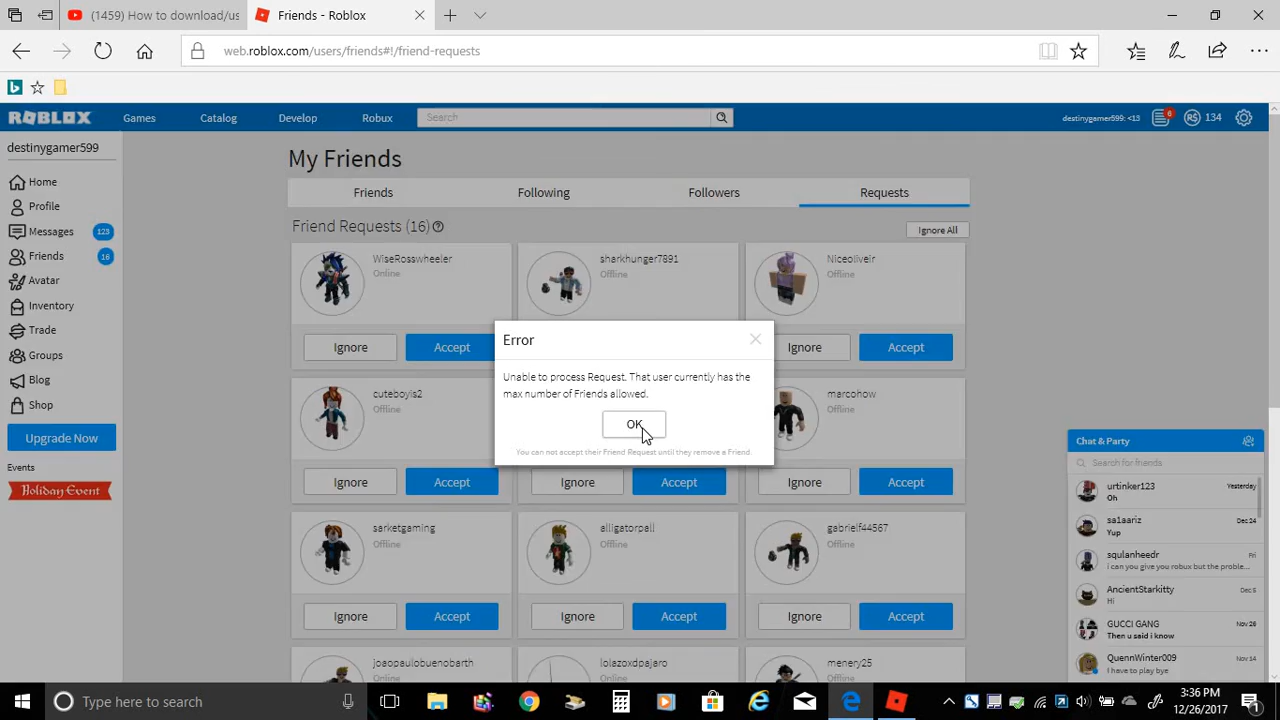 (1459) How to download/us
Friends - Roblox
web.roblox.com/users/friends#!/friend-requests
ROBLOX
Games
Catalog
Develop
Robux
Search
destinygamer599: <13
6
R$ 134
destinygamer599
Home
Profile
Messages 123
Friends 16
Avatar
Inventory
Trade
Groups
Blog
Shop
Upgrade Now
Events
Holiday Event
My Friends
Friends
Following
Followers
Requests
Friend Requests (16)
Ignore All
WiseRosswheeler
Online
sharkhunger7891
Offline
Niceoliveir
Offline
Ignore
Accept
Ignore
Accept
cuteboyis2
Offline
marcohow
Offline
Ignore
Accept
Ignore
Accept
Ignore
Accept
sarketgaming
Offline
alligatorpall
Offline
gabrielf44567
Offline
Ignore
Accept
Ignore
Accept
Ignore
Accept
joaopaulobuenobarth
Offline
lolazoxdpajaro
Offline
menery25
Offline
Error
Unable to process Request. That user currently has the
max number of Friends allowed.
OK
You can not accept their Friend Request until they remove a Friend.
Chat & Party
Search for friends
urtinker123
Yesterday
Oh
sa1aariz
Dec 24
Yup
squlanheedr
Fri
i can you give you robux but the proble...
AncientStarkitty
Dec 5
Hi
GUCCI GANG
Nov 26
Then u said i know
QuennWinter009
Nov 14
i have to play bye
Type here to search
3:36 PM
12/26/2017
1